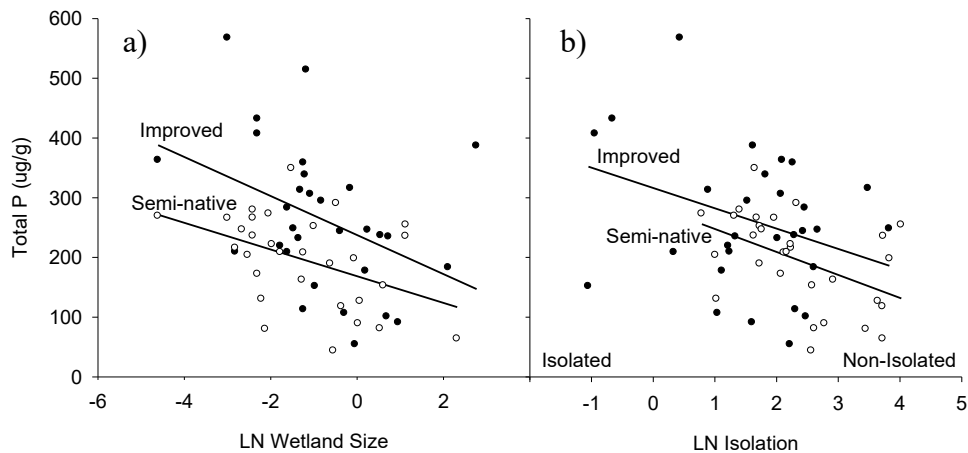 600
500
400
300
200
100
0
Total P (ug/g)
a)
Improved
Semi-native
-6
-4
-2
0
2
LN Wetland Size
b)
Improved
Semi-native
Isolated
Non-Isolated
-1
0
1
2
3
4
5
LN Isolation